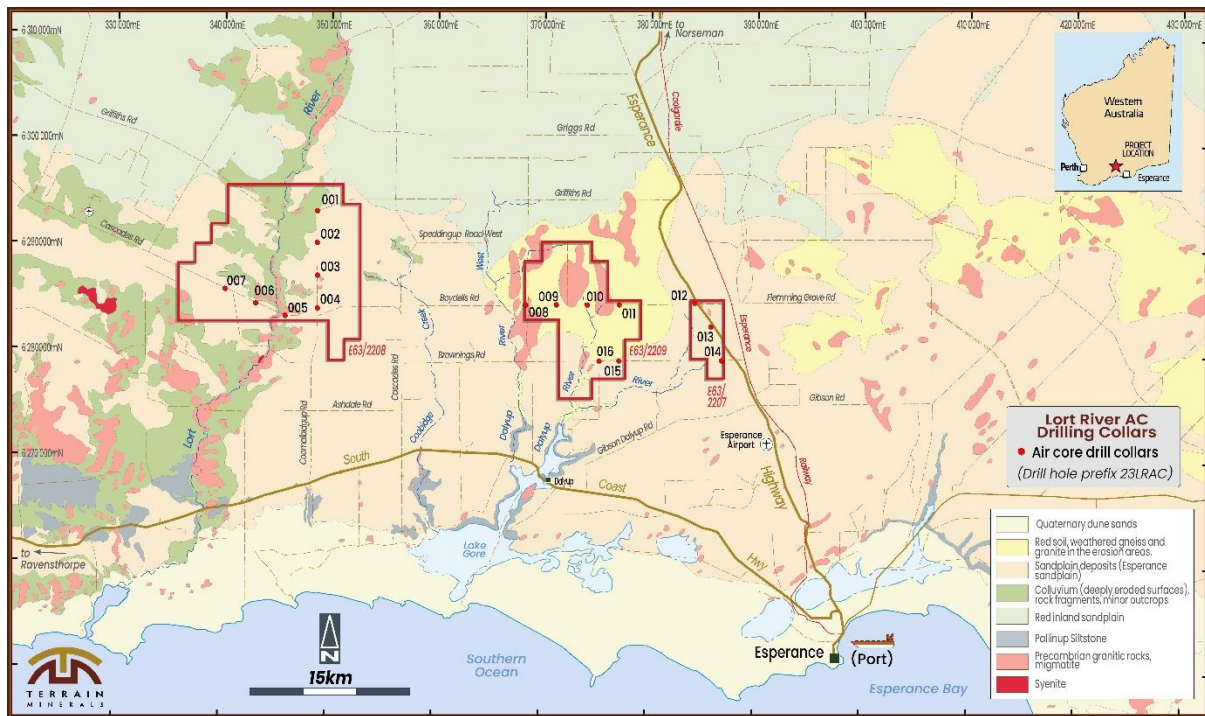 330 000mE
340 000mE
350 000mE
360 000mE
370 000mE
380 000mE
390 000mE
400 000mE
410 000mE
420 000mE
430 000mE
6 310 000mN
6 300 000mN
6 290 000mN
6 280 000mN
6 270 000mN
to
Norseman
Western
Australia
PROJECT
LOCATION
Perth
Esperance
Griffiths Rd
River
Griggs Rd
Esperance
Coolgardie
Griffiths Rd
Cascades Rd
Speddingup Road West
West
001
002
003
004
005
006
007
E63/2208
Boydells Rd
Creek
River
008
009
010
011
012
013
014
Flemming Grove Rd
Esperance
016
015
E63/2209
E63/
2207
Brownings Rd
River
River
Cascades Rd
Ashdale Rd
Coomalbidgup Rd
Coobidge
Dalyup
Dalyup
Gibson Dalyup Rd
Gibson Rd
Lort
Esperance
Airport
Highway
Railway
South
Coast
Hwy
Dalyup
Lake
Gore
to
Ravensthorpe
Lort River AC
Drilling Collars
Air core drill collars
(Drill hole prefix 23LRAC)
Quaternary dune sands
Red soil, weathered gneiss and
granite in the erosion areas.
Sandplain deposits (Esperance
sandplain)
Colluvium (deeply eroded surfaces),
rock fragments, minor outcrops
Red inland sandplain
Pallinup Siltstone
Precambrian granitic rocks,
migmatite
Syenite
TERRAIN
MINERALS
N
15km
Southern
Ocean
Esperance
(Port)
Esperance Bay